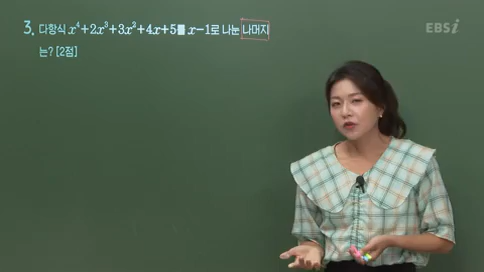 EBSi
3. 다항식 x⁴+2x³+3x²+4x+5를 x−1로 나눈 나머지
는? [2점]